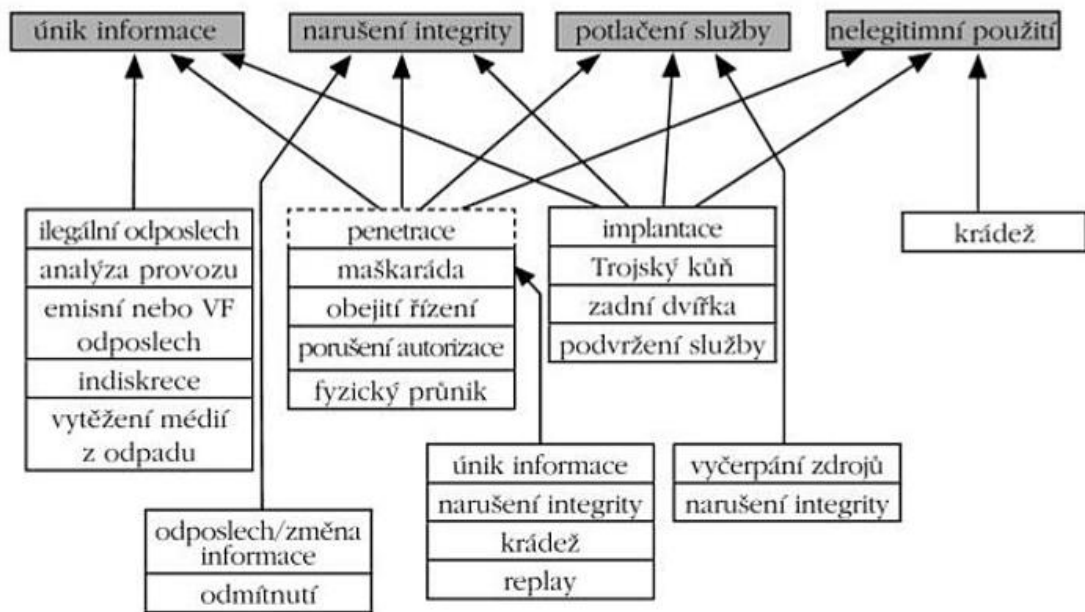 únik informace
narušení integrity
potlačení služby
nelegitimní použití
ilegální odposlech
analýza provozu
emisní nebo VF
odposlech
indiskrece
vytěžení médií
z odpadu
penetrace
maškaráda
obejití řízení
porušení autorizace
fyzický průnik
implantace
Trojský kůň
zadní dvířka
podvržení služby
krádež
odposlech/změna
informace
odmítnutí
únik informace
narušení integrity
krádež
replay
vyčerpání zdrojů
narušení integrity